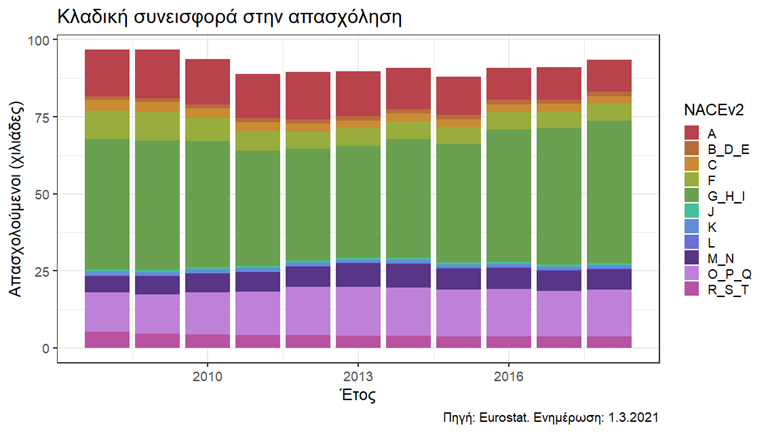 Κλαδική συνεισφορά στην απασχόληση
Απασχολούμενοι (χιλιάδες)
100
75
50
25
0
2010
2013
2016
Έτος
NACEv2
A
B_D_E
C
F
G_H_I
J
K
L
M_N
O_P_Q
R_S_T
Πηγή: Eurostat. Ενημέρωση: 1.3.2021